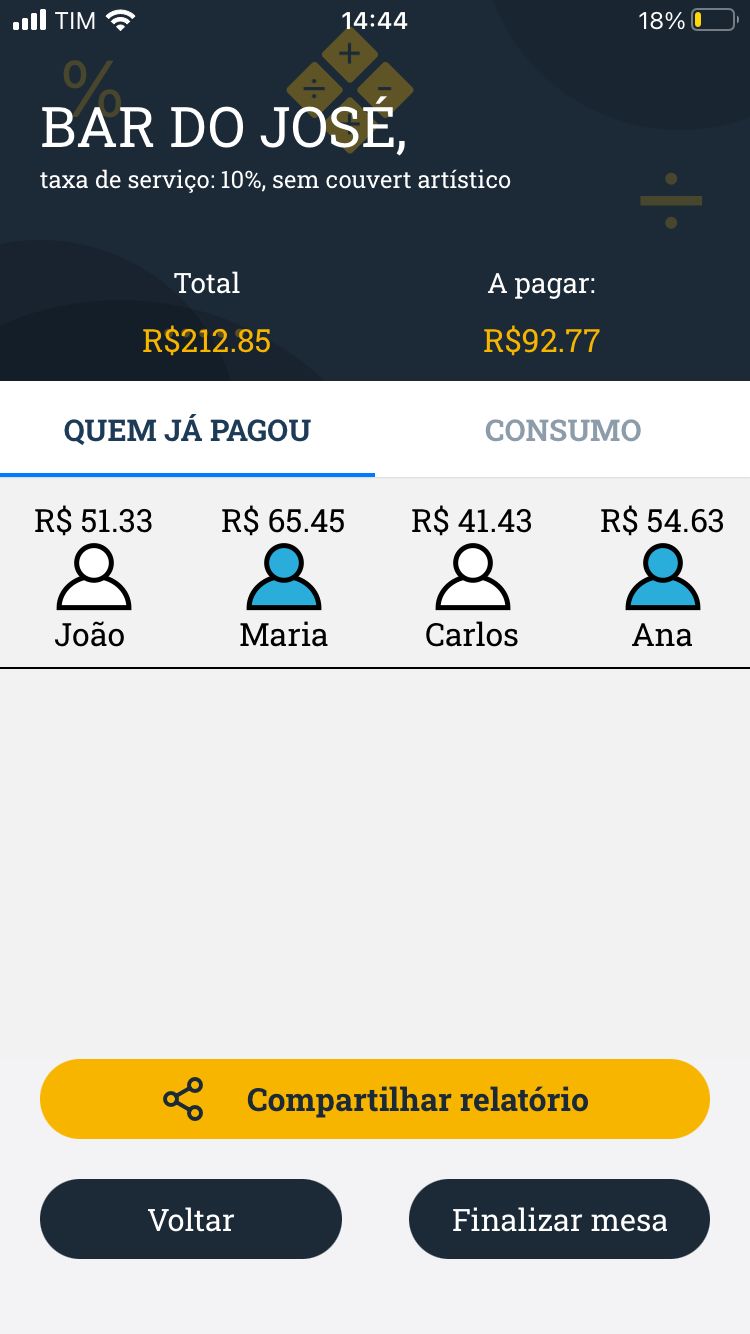 TIM 14:44 18%
%
BAR DO JOSÉ,
taxa de serviço: 10%, sem couvert artístico
Total A pagar:
R$212.85 R$92.77
QUEM JÁ PAGOU CONSUMO
R$ 51.33 R$ 65.45 R$ 41.43 R$ 54.63
João Maria Carlos Ana
Compartilhar relatório
Voltar Finalizar mesa